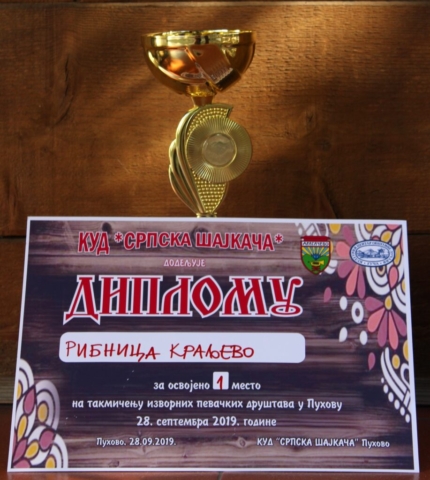 КУД *СРПСКА ШАЈКАЧА*
ДОДЕЉУЈЕ
ДИПЛОМУ
РИБНИЦА КРАЉЕВО
за освојено 1 место
на такмичењу изворних певачких друштава у Пухову
28. септембра 2019. године
Пухово, 28.09.2019. КУД "СРПСКА ШАЈКАЧА" Пухово